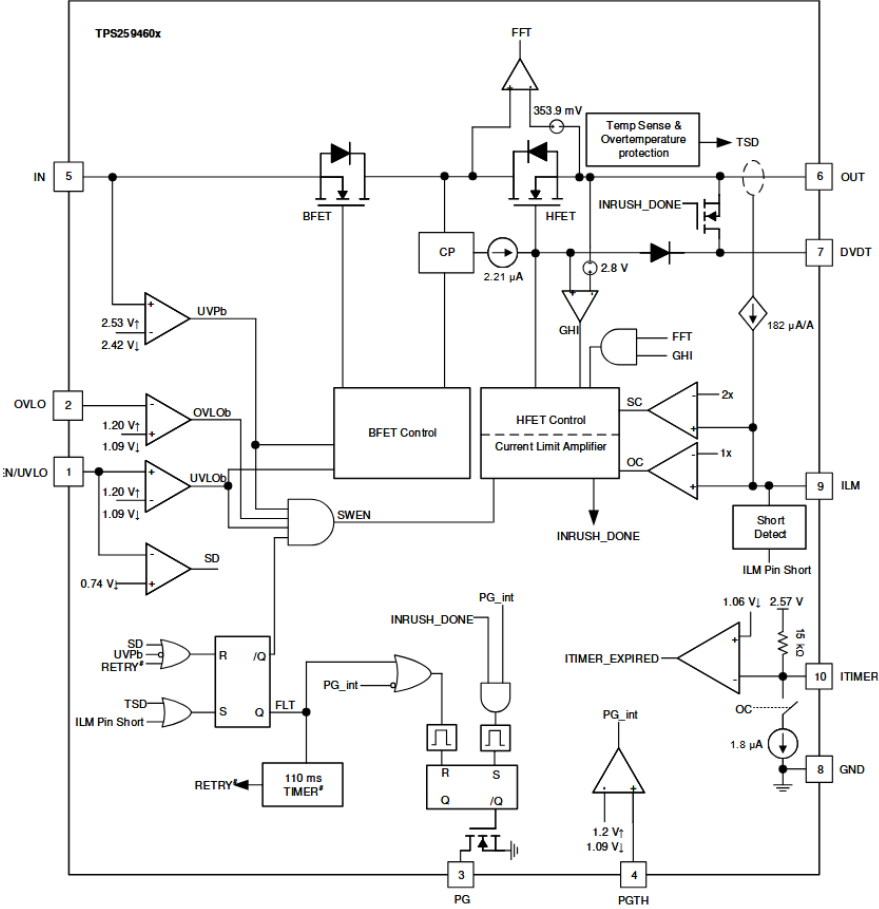 TPS259460x
FFT
+ -
353.9 mV
Temp Sense &
Overtemperature
protection
TSD
IN
5
6
OUT
BFET
HFET
INRUSH_DONE
CP
2.21 µA
2.8 V
7
DVDT
+ -
GHI
UVPb
+
2.53 V↑
-
2.42 V↓
182 µA/A
FFT
GHI
OVLO
2
-
OVLOb
1.20 V↑
+
1.09 V↓
BFET Control
HFET Control
Current Limit Amplifier
SC
- 2x
+
OC
- 1x
+
:N/UVLO
1
+
UVLOb
1.20 V↑
-
1.09 V↓
9
ILM
SWEN
INRUSH_DONE
Short
Detect
ILM Pin Short
-
SD
0.74 V↓
+
SD
UVPb
RETRY#
R
/Q
TSD
ILM Pin Short
S
Q
FLT
RETRY#
110 ms
TIMER#
PG_int
INRUSH_DONE
PG_int
R
S
Q
/Q
3
PG
1.06 V↓
2.57 V
15 kΩ
+
ITIMER_EXPIRED
-
10
ITIMER
OC
1.8 µA
8
GND
PG_int
- +
1.2 V↑
1.09 V↓
4
PGTH